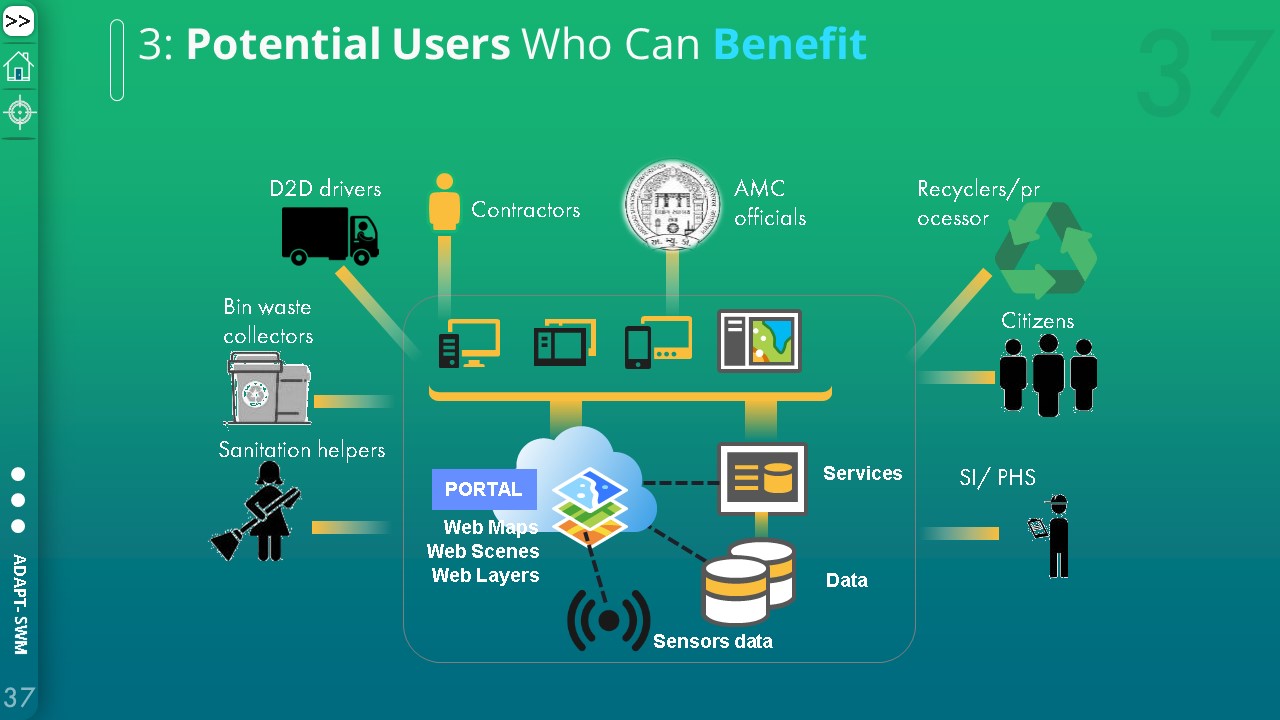 >>
3: Potential Users Who Can Benefit
37
D2D drivers
Contractors
AMC
officials
Recyclers/pr
ocessor
Bin waste
collectors
Citizens
Sanitation helpers
SI/ PHS
PORTAL
Web Maps
Web Scenes
Web Layers
Services
Data
Sensors data
ADAPT- SWM
37